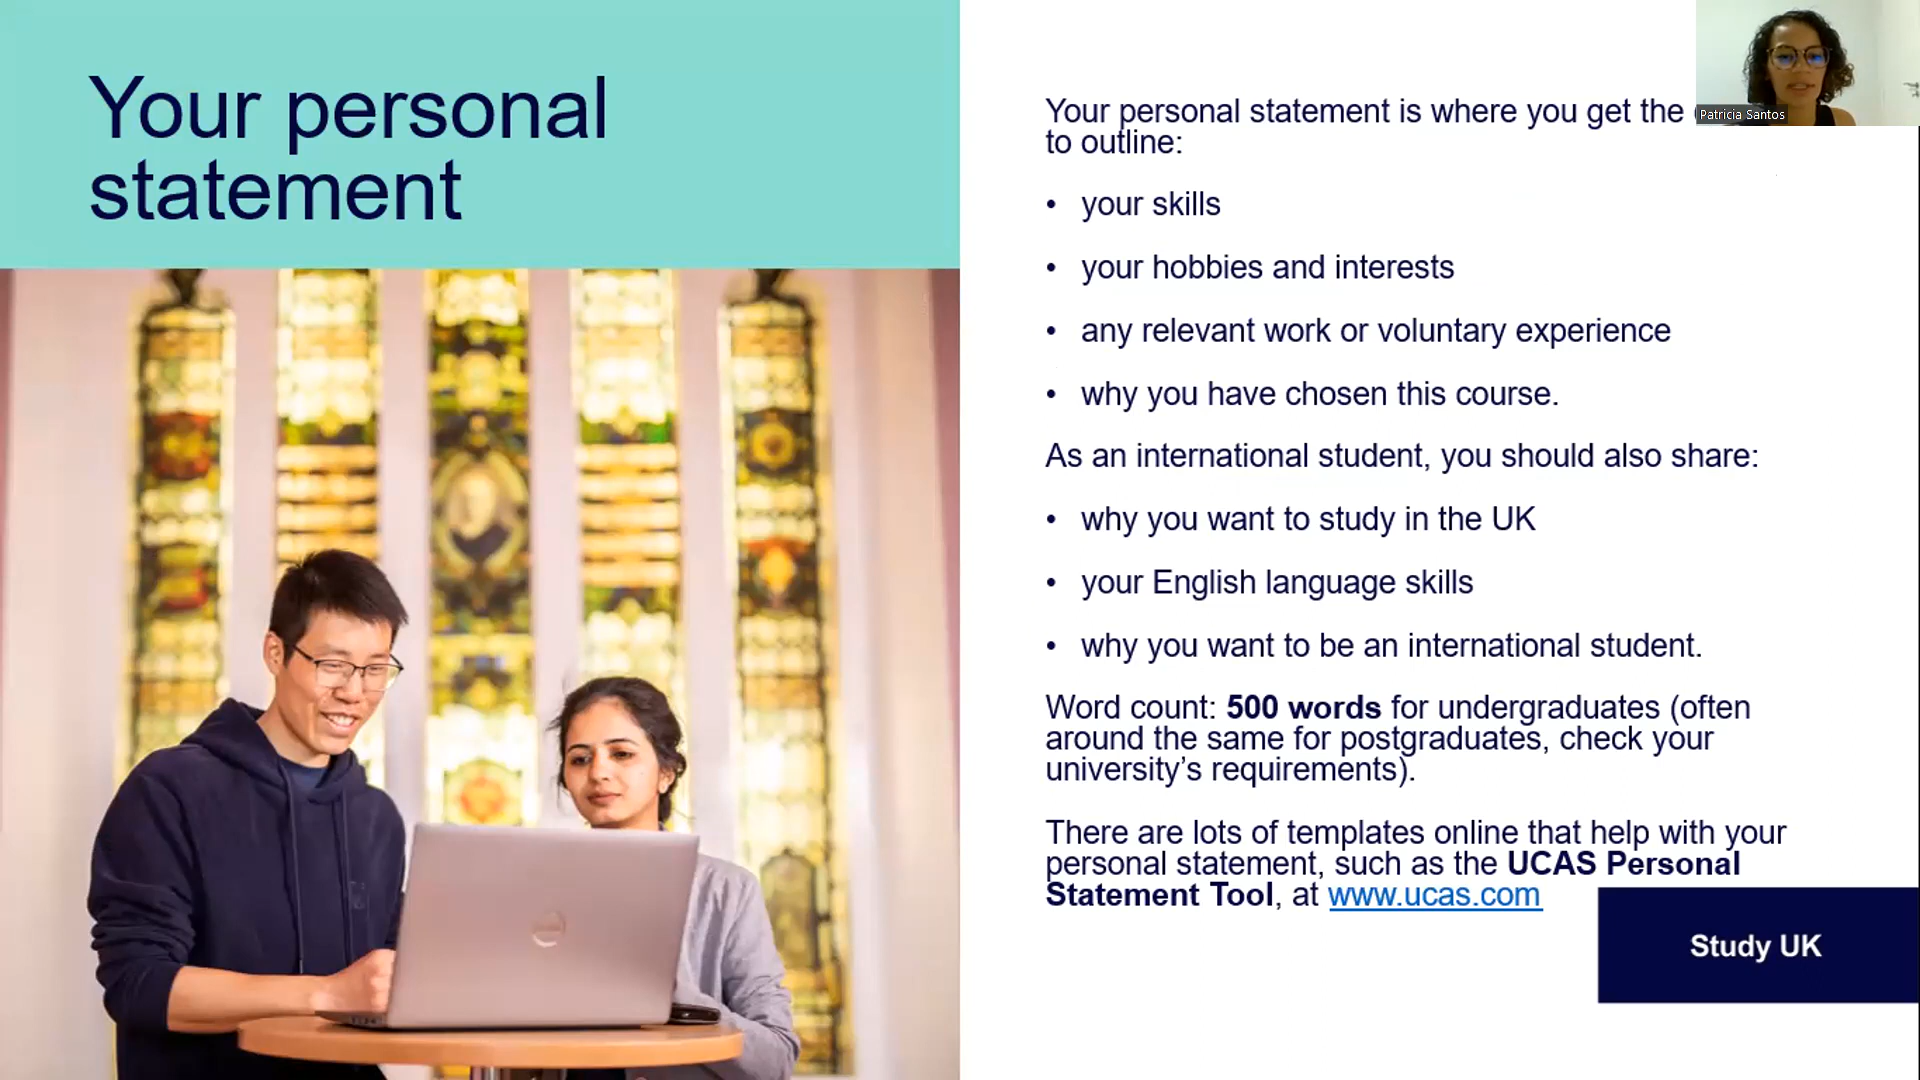 Your personal
statement
Patricia Santos
Your personal statement is where you get the
to outline:
• your skills
• your hobbies and interests
• any relevant work or voluntary experience
• why you have chosen this course.
As an international student, you should also share:
• why you want to study in the UK
• your English language skills
• why you want to be an international student.
Word count: 500 words for undergraduates (often
around the same for postgraduates, check your
university’s requirements).
There are lots of templates online that help with your
personal statement, such as the UCAS Personal
Statement Tool, at www.ucas.com
Study UK